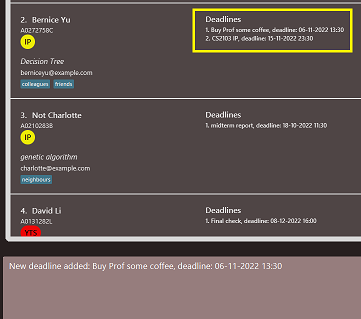 2. Bernice Yu
A0272758C
IP
Decision Tree
berniceyu@example.com
colleagues friends
Deadlines
1. Buy Prof some coffee, deadline: 06-11-2022 13:30
2. CS2103 IP, deadline: 15-11-2022 23:30
3. Not Charlotte
A0210283B
IP
genetic algorithm
charlotte@example.com
neighbours
Deadlines
1. midterm report, deadline: 18-10-2022 11:30
4. David Li
A0131282L
YTS
Deadlines
1. Final check, deadline: 08-12-2022 16:00
New deadline added: Buy Prof some coffee, deadline: 06-11-2022 13:30